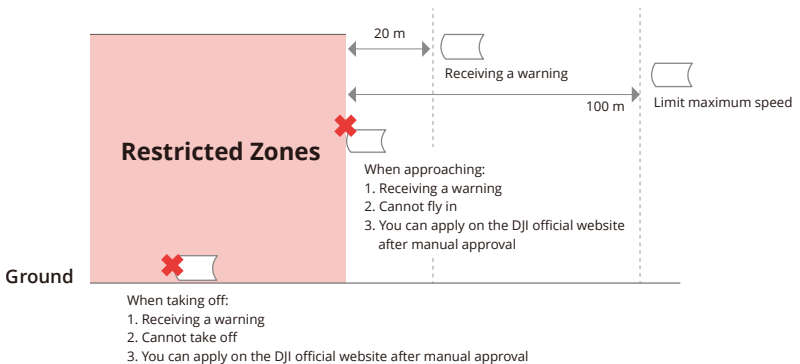 20 m
Receiving a warning
100 m
Limit maximum speed
Restricted Zones
When approaching:
1. Receiving a warning
2. Cannot fly in
3. You can apply on the DJI official website
after manual approval
Ground
When taking off:
1. Receiving a warning
2. Cannot take off
3. You can apply on the DJI official website after manual approval